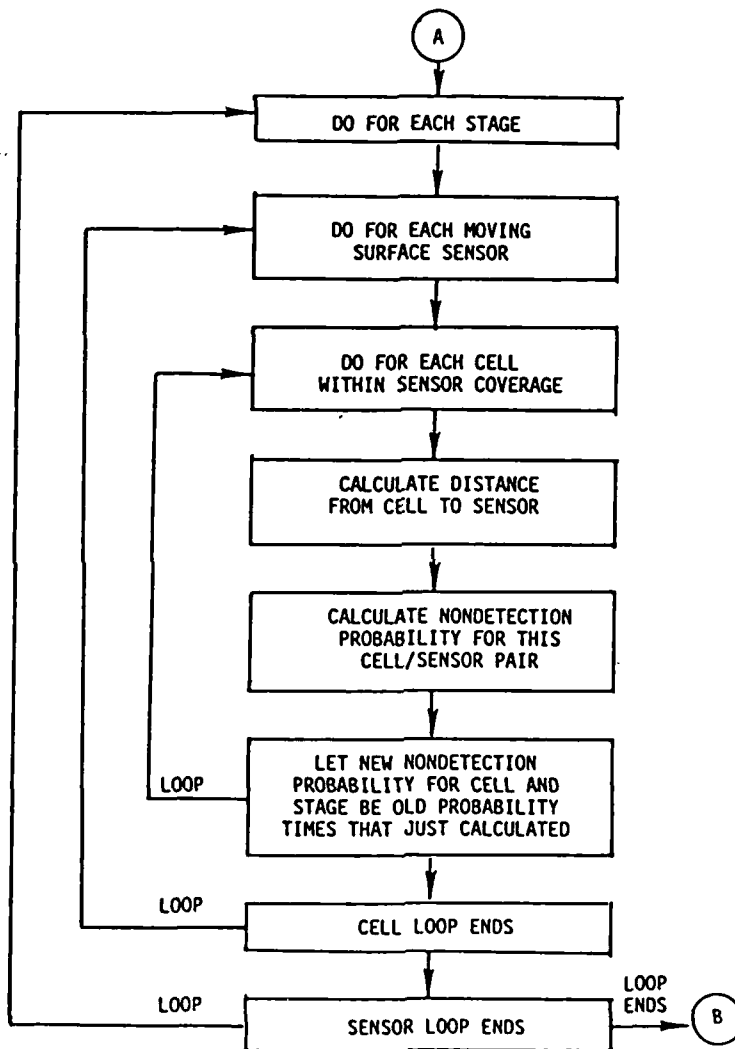 A
DO FOR EACH STAGE
DO FOR EACH MOVING
SURFACE SENSOR
DO FOR EACH CELL
WITHIN SENSOR COVERAGE
CALCULATE DISTANCE
FROM CELL TO SENSOR
CALCULATE NONDETECTION
PROBABILITY FOR THIS
CELL/SENSOR PAIR
LET NEW NONDETECTION
PROBABILITY FOR CELL AND
STAGE BE OLD PROBABILITY
TIMES THAT JUST CALCULATED
LOOP
CELL LOOP ENDS
LOOP
SENSOR LOOP ENDS
LOOP
LOOP
ENDS
B